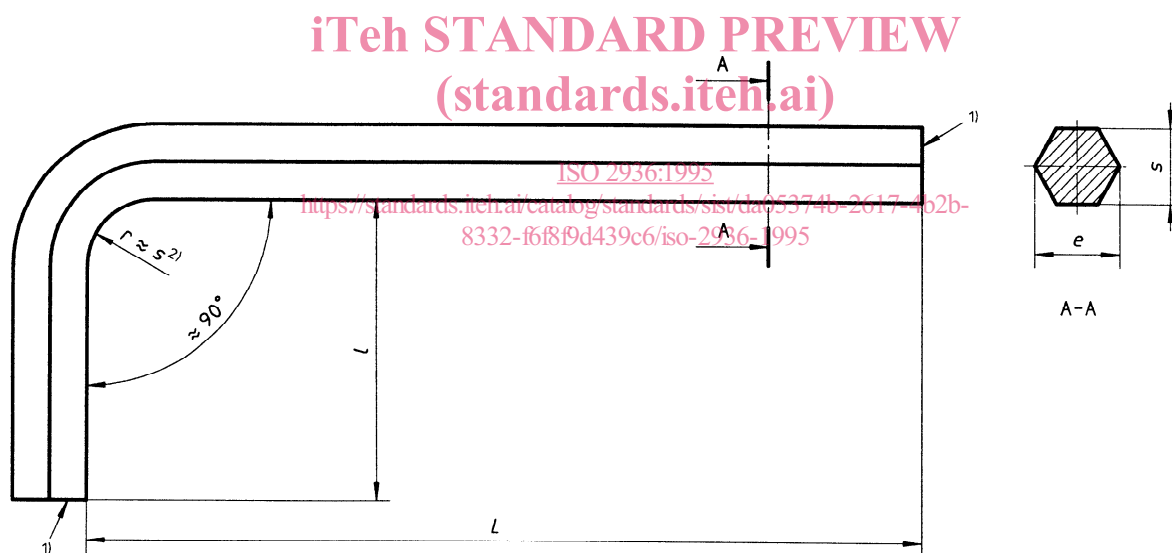 iTeh STANDARD PREVIEW
(standards.iteh.ai)
A
1)
s
ISO 2936:1995
https://standards.iteh.ai/catalog/standards/sist/da05374b-2617-4b2b-
8332-f6f8f9d439c6/iso-2936-1995
A
r ≈ s²⁾
e
≈ 90°
A-A
l
L
1)